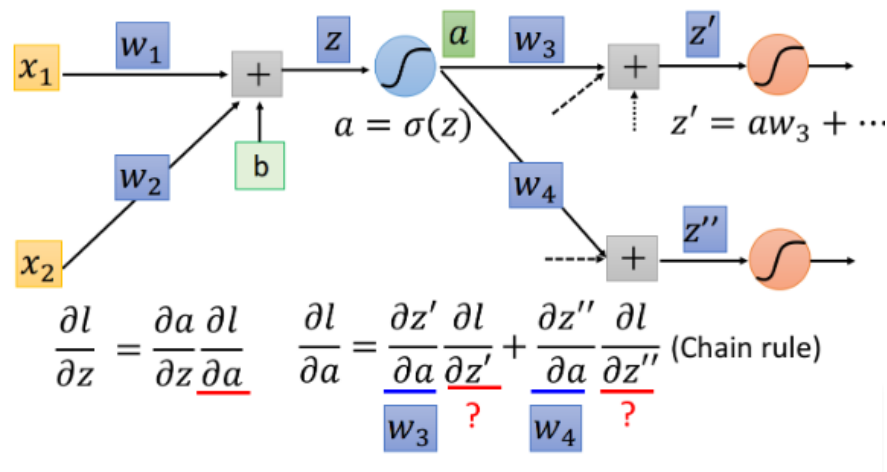 x₁ w₁ + z a w₃ + z′
a = σ(z) z′ = aw₃ + ⋯
w₂ b w₄
x₂ + z″
∂l/∂z = ∂a/∂z ∂l/∂a ∂l/∂a = ∂z′/∂a ∂l/∂z′ + ∂z″/∂a ∂l/∂z″ (Chain rule)
w₃ ? w₄ ?